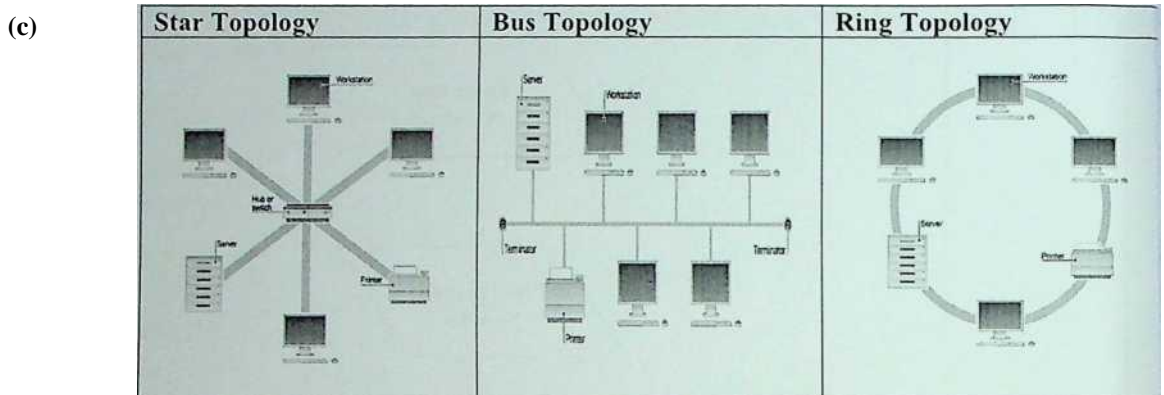 (c)
Star Topology
Bus Topology
Ring Topology
Workstation
Hub or
switch
Server
Printer
Server
Workstation
Terminator
Terminator
Printer
Workstation
Server
Printer